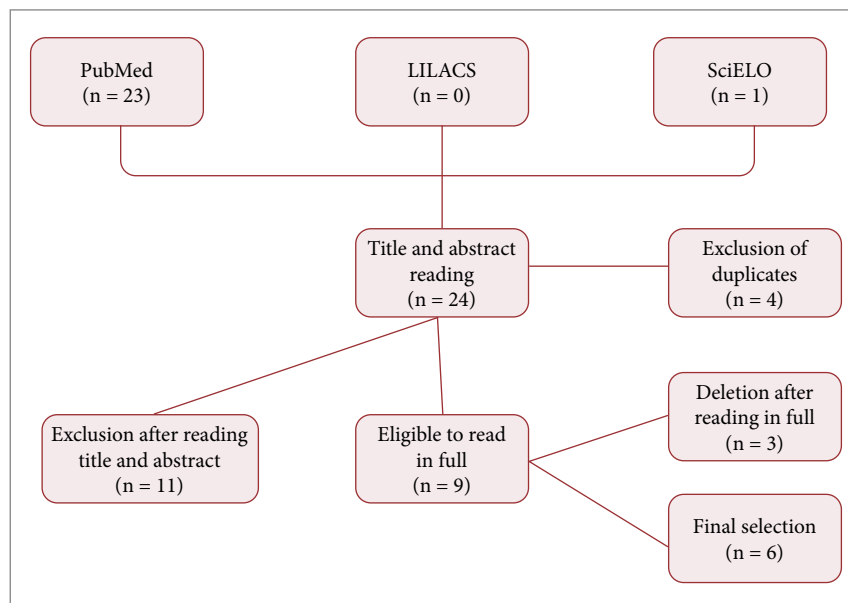 PubMed
(n = 23)
LILACS
(n = 0)
SciELO
(n = 1)
Title and abstract
reading
(n = 24)
Exclusion of
duplicates
(n = 4)
Exclusion after reading
title and abstract
(n = 11)
Eligible to read
in full
(n = 9)
Deletion after
reading in full
(n = 3)
Final selection
(n = 6)